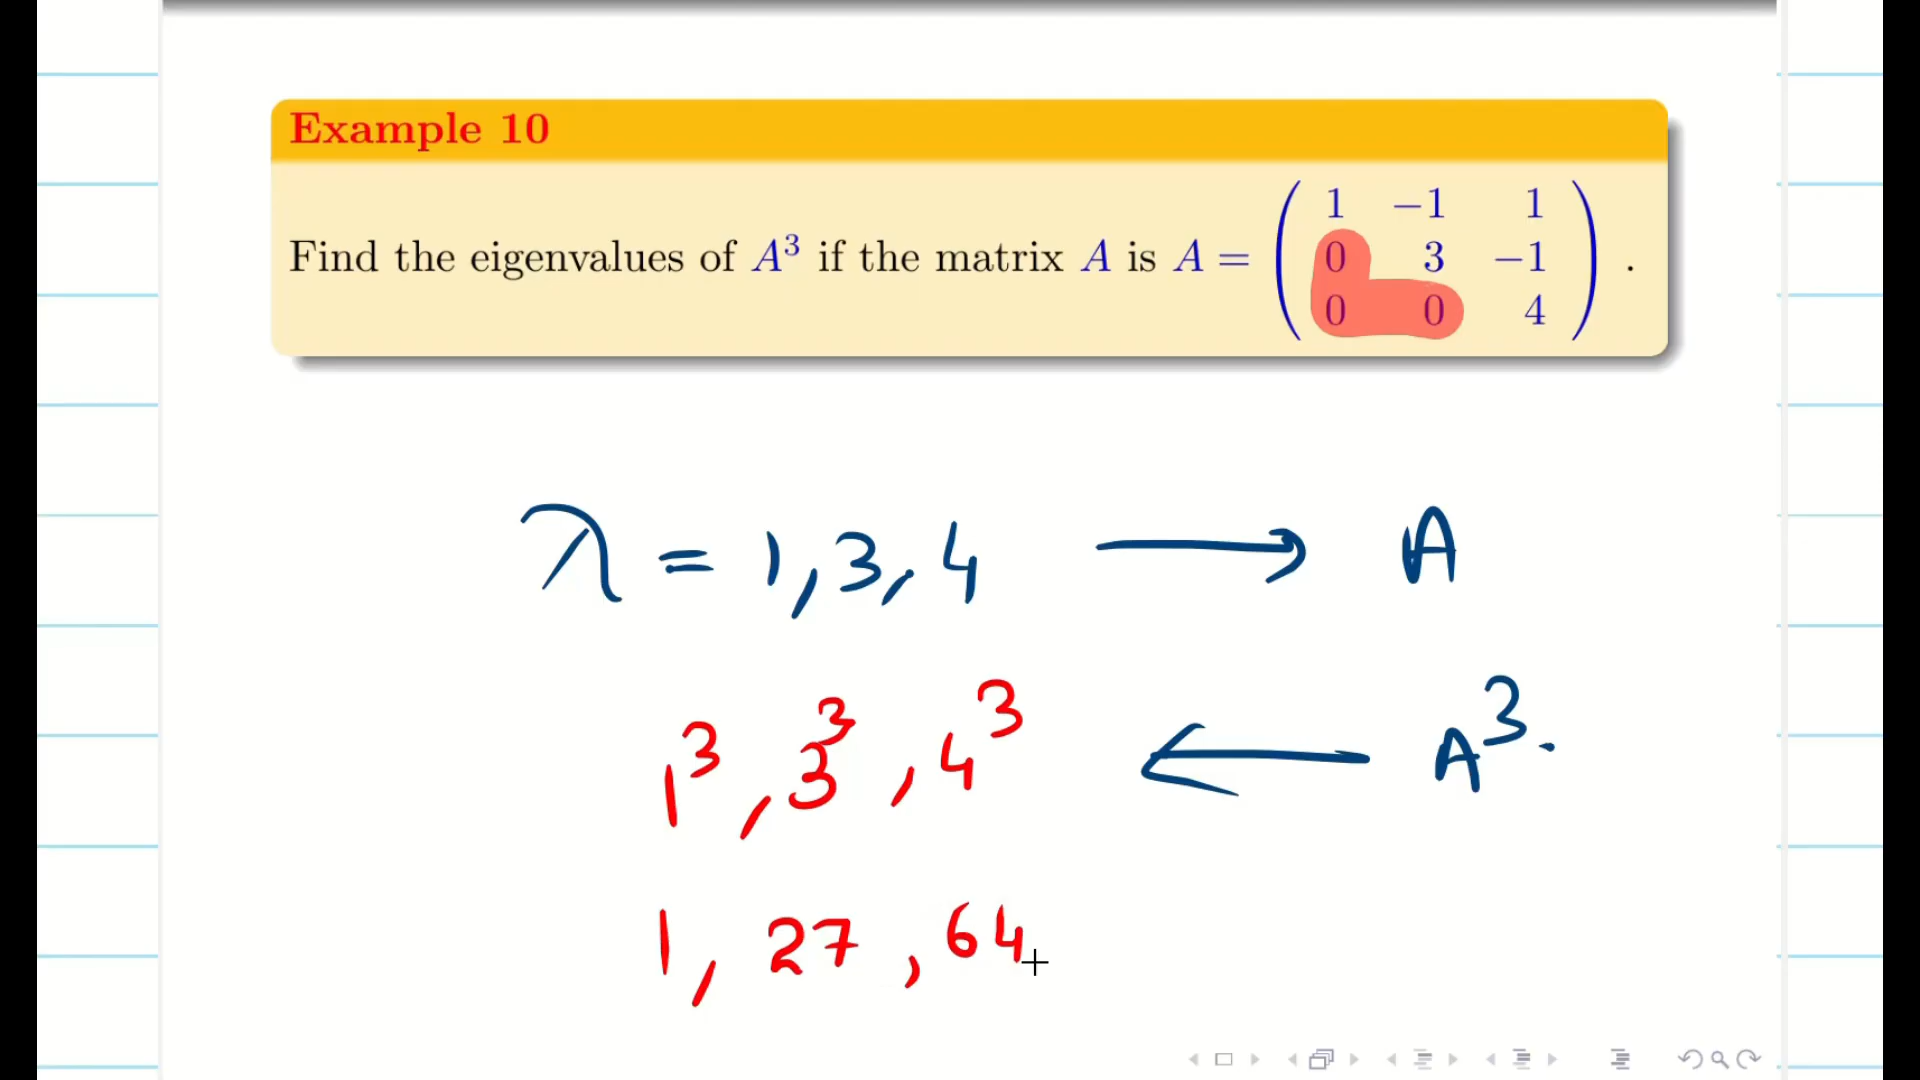 Example 10
Find the eigenvalues of A³ if the matrix A is A = ( 1 −1 1
0 3 −1
0 0 4 ) .
λ = 1, 3, 4 ⟶ A
1³, 3³, 4³ ⟵ A³.
1, 27, 64